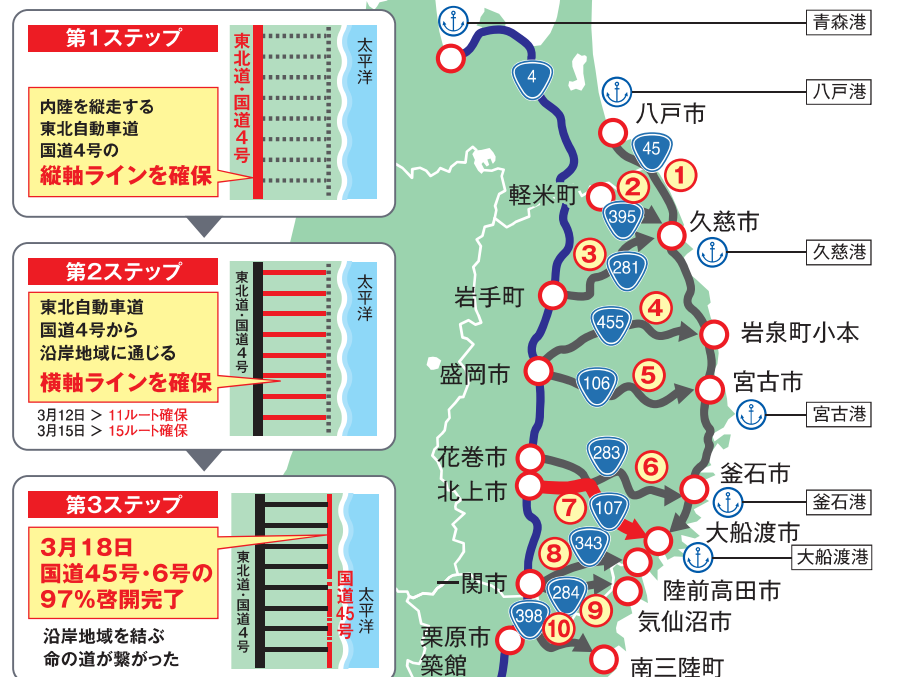 第1ステップ
内陸を縦走する
東北自動車道
国道4号の
縦軸ラインを確保
東北道・国道4号
太平洋
第2ステップ
東北自動車道
国道4号から
沿岸地域に通じる
横軸ラインを確保
3月12日 > 11ルート確保
3月15日 > 15ルート確保
東北道・国道4号
太平洋
第3ステップ
3月18日
国道45号・6号の
97%啓開完了
沿岸地域を結ぶ
命の道が繋がった
東北道・国道4号
国道45号
太平洋
青森港
4
八戸港
八戸市
45
1
軽米町
2
395
久慈市
3
281
久慈港
岩手町
455
4
岩泉町小本
盛岡市
106
5
宮古市
宮古港
花巻市
283
6
釜石市
北上市
7
107
釜石港
大船渡市
343
8
大船渡港
一関市
284
9
陸前高田市
気仙沼市
398
10
栗原市
築館
南三陸町